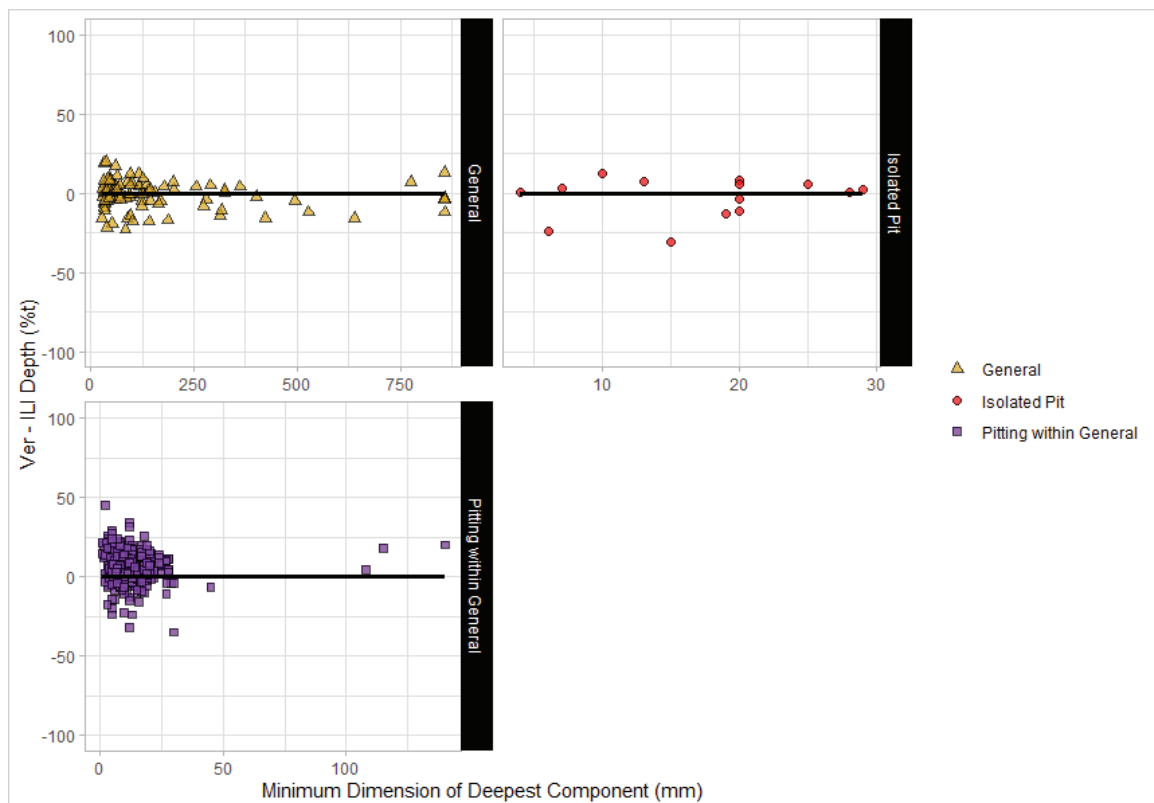 Ver - ILI Depth (%t)
100
50
0
-50
-100
0
250
500
750
General
10
20
30
Isolated Pit
100
50
0
-50
-100
0
50
100
Pitting within General
Minimum Dimension of Deepest Component (mm)
General
Isolated Pit
Pitting within General